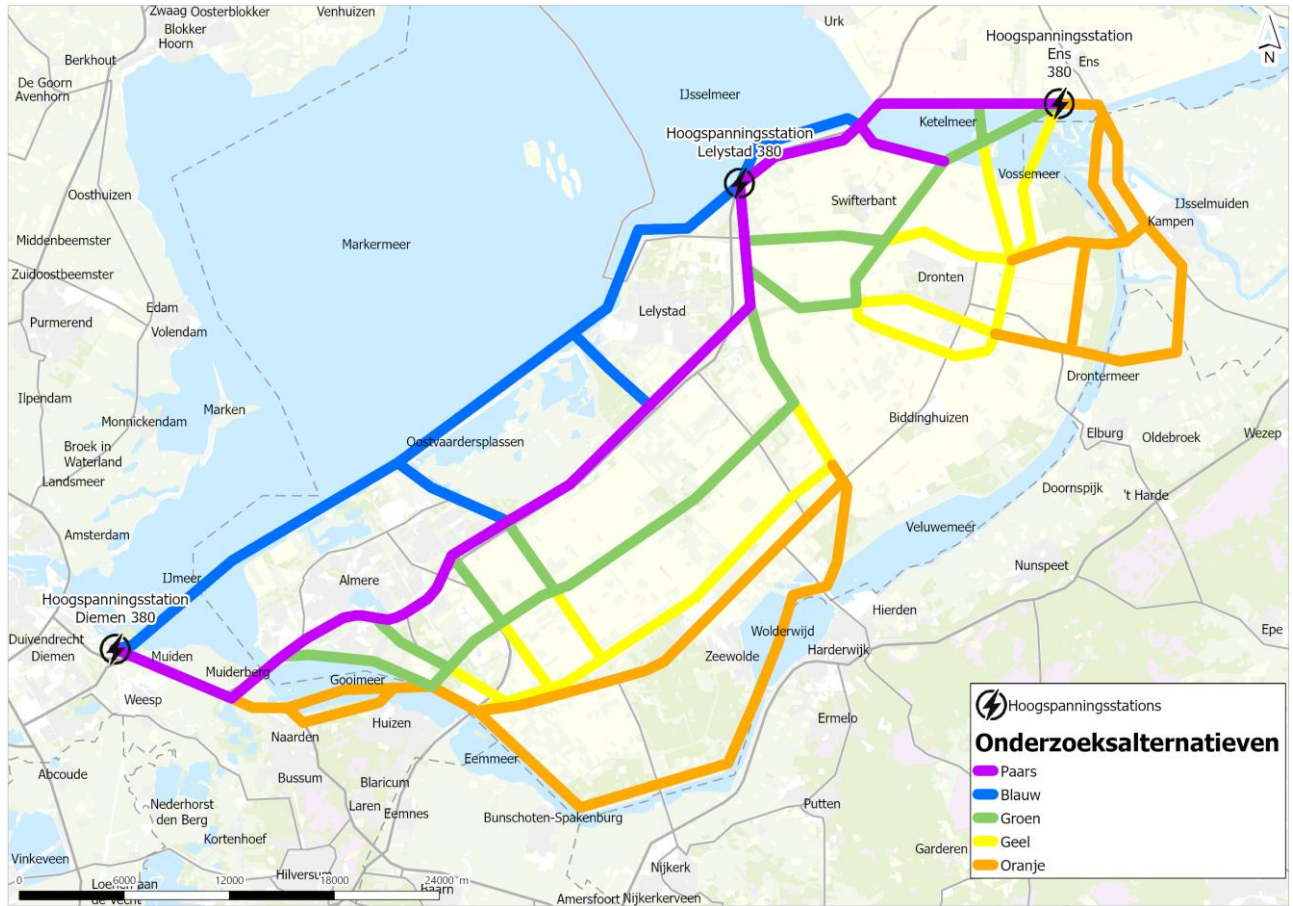 Zwaag Oosterblokker
Venhuizen
Urk
Blokker
Hoorn
Hoogspanningsstation
Ens
380
Ens
N
Berkhout
De Goorn
Avenhorn
IJsselmeer
Ketelmeer
Hoogspanningsstation
Lelystad 380
Vossemeer
Oosthuizen
Swifterbant
IJsselmuiden
Kampen
Middenbeemster
Markermeer
Zuidoostbeemster
Dronten
Edam
Volendam
Lelystad
Purmerend
Drontermeer
Ilpendam
Marken
Monnickendam
Biddinghuizen
Oostvaardersplassen
Elburg
Oldebroek
Wezep
Broek in
Waterland
Landsmeer
Doornspijk
't Harde
Amsterdam
Veluwemeer
Nunspeet
IJmeer
Almere
Hoogspanningsstation
Diemen 380
Hierden
Epe
Wolderwijd
Duivendrecht
Diemen
Muiden
Zeewolde
Harderwijk
Muiderberg
Gooimeer
Weesp
Huizen
Naarden
Ermelo
Eemmeer
Abcoude
Bussum
Blaricum
Laren
Eemnes
Nederhorst
den Berg
Bunschoten-Spakenburg
Putten
Kortenhoef
Garderen
Vinkeveen
Nijkerk
Hilversum
Loenen aan
de Vecht
Baarn
Amersfoort
Nijkerkerveen
0 6000 12000 18000 24000 m
Hoogspanningsstations
Onderzoeksalternatieven
Paars
Blauw
Groen
Geel
Oranje